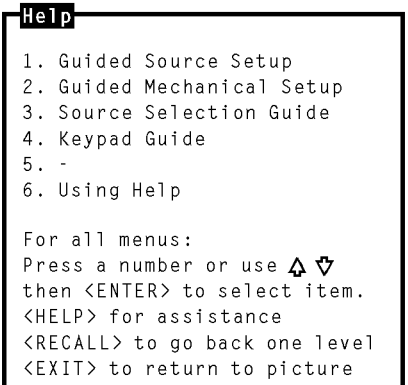 Help
1. Guided Source Setup
2. Guided Mechanical Setup
3. Source Selection Guide
4. Keypad Guide
5. -
6. Using Help
For all menus:
Press a number or use ⇧ ⇩
then <ENTER> to select item.
<HELP> for assistance
<RECALL> to go back one level
<EXIT> to return to picture